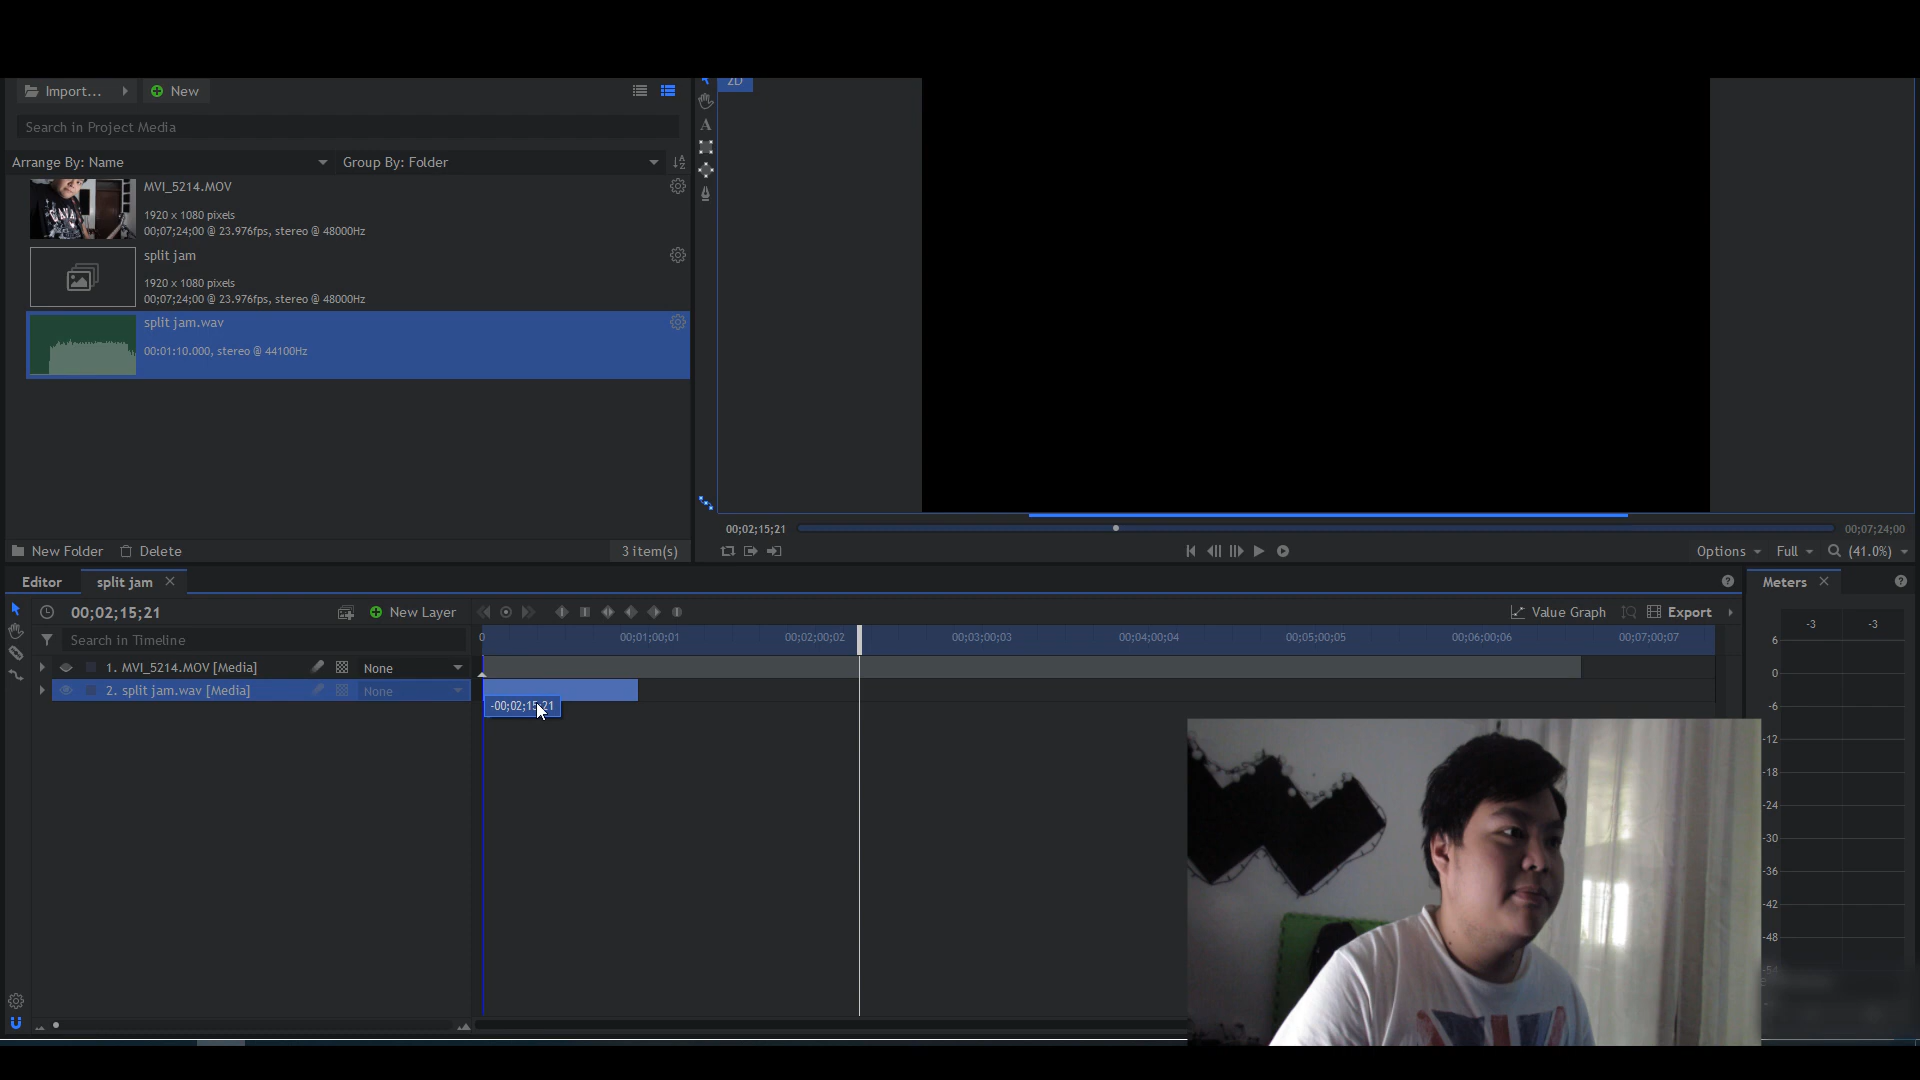 Import...
New
2D
Search in Project Media
Arrange By: Name
Group By: Folder
MVI_5214.MOV
1920 x 1080 pixels
00;07;24;00 @ 23.976fps, stereo @ 48000Hz
split jam
1920 x 1080 pixels
00;07;24;00 @ 23.976fps, stereo @ 48000Hz
split jam.wav
00:01:10.000, stereo @ 44100Hz
New Folder
Delete
3 item(s)
A
00;02;15;21
00;07;24;00
Options
Full
(41.0%)
Editor
split jam
Meters
00;02;15;21
New Layer
Value Graph
Export
Search in Timeline
0
00;01;00;01
00;02;00;02
00;03;00;03
00;04;00;04
00;05;00;05
00;06;00;06
00;07;00;07
1. MVI_5214.MOV [Media]
None
2. split jam.wav [Media]
None
-00;02;15;21
-3
-3
6
0
-6
-12
-18
-24
-30
-36
-42
-48